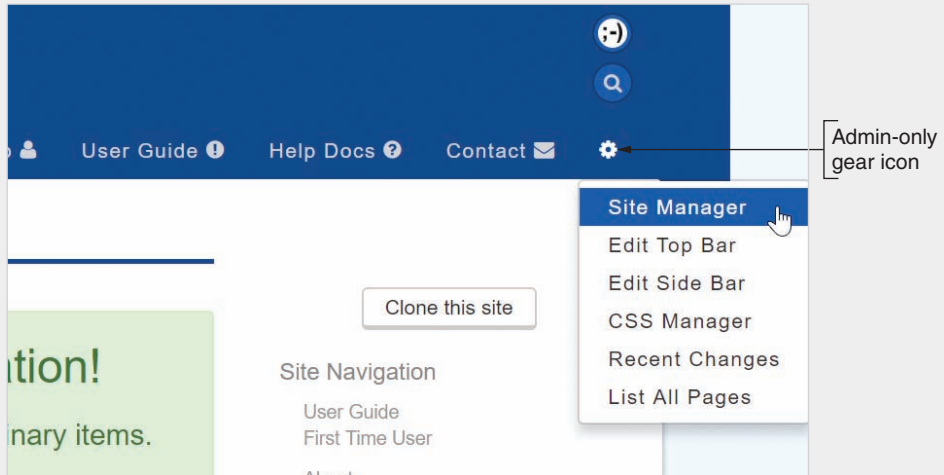 ;-)
User Guide
Help Docs
Contact
Admin-only
gear icon
Site Manager
Edit Top Bar
Edit Side Bar
CSS Manager
Recent Changes
List All Pages
Clone this site
tion!
inary items.
Site Navigation
User Guide
First Time User